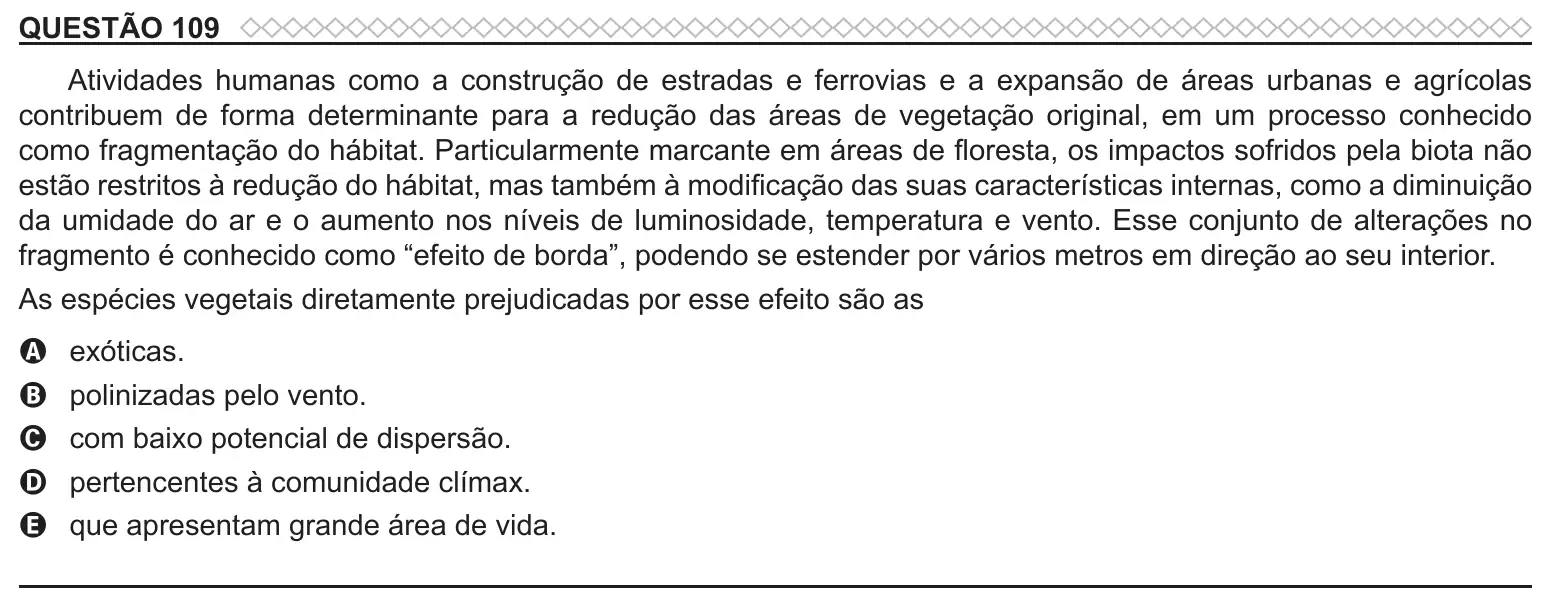 QUESTÃO 109
Atividades humanas como a construção de estradas e ferrovias e a expansão de áreas urbanas e agrícolas
contribuem de forma determinante para a redução das áreas de vegetação original, em um processo conhecido
como fragmentação do hábitat. Particularmente marcante em áreas de floresta, os impactos sofridos pela biota não
estão restritos à redução do hábitat, mas também à modificação das suas características internas, como a diminuição
da umidade do ar e o aumento nos níveis de luminosidade, temperatura e vento. Esse conjunto de alterações no
fragmento é conhecido como “efeito de borda”, podendo se estender por vários metros em direção ao seu interior.
As espécies vegetais diretamente prejudicadas por esse efeito são as
A exóticas.
B polinizadas pelo vento.
C com baixo potencial de dispersão.
D pertencentes à comunidade clímax.
E que apresentam grande área de vida.